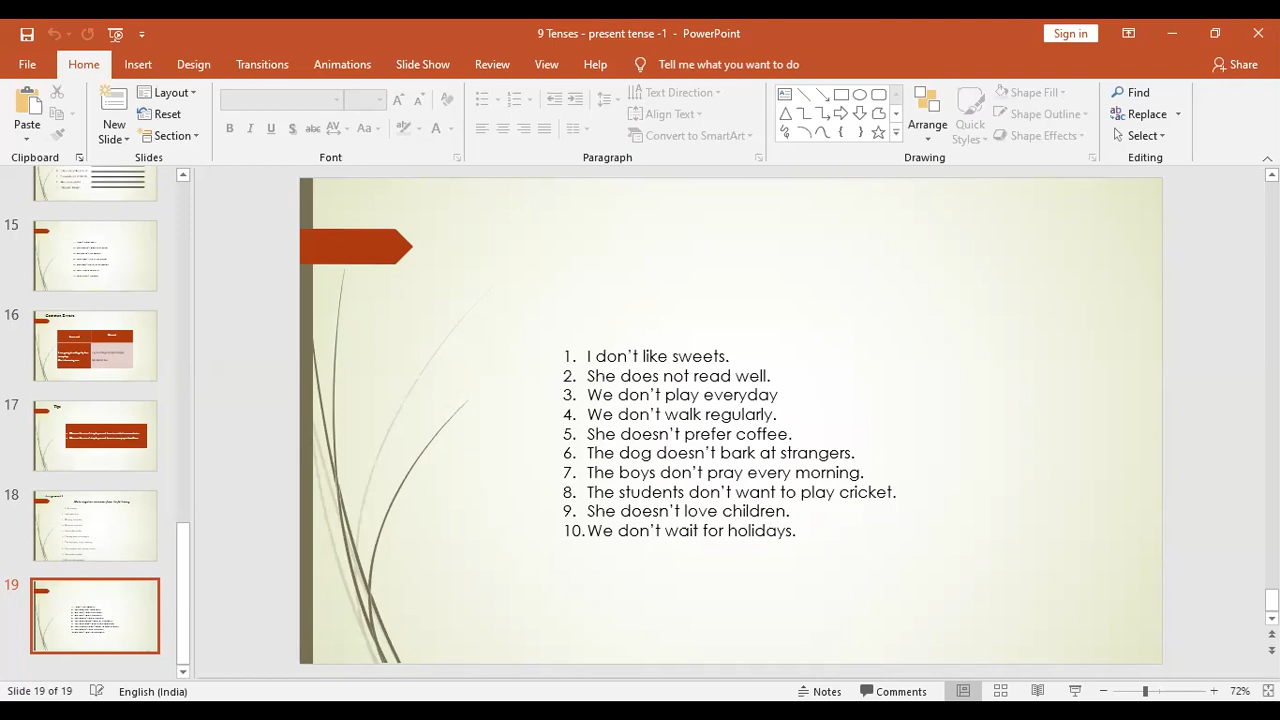 9 Tenses - present tense -1 - PowerPoint
Sign in
File Home Insert Design Transitions Animations Slide Show Review View Help Tell me what you want to do Share
Paste
Clipboard
New Slide
Layout
Reset
Section
Slides
B I U S abc AV Aa A
Font
Text Direction
Align Text
Convert to SmartArt
Paragraph
Arrange
Quick Styles
Shape Fill
Shape Outline
Shape Effects
Drawing
Find
Replace
Select
Editing
15
16
Common Errors
17
Tip
18
19
1. I don't like sweets.
2. She does not read well.
3. We don't play everyday
4. We don't walk regularly.
5. She doesn't prefer coffee.
6. The dog doesn't bark at strangers.
7. The boys don't pray every morning.
8. The students don't want to play cricket.
9. She doesn't love children.
10. We don't wait for holidays.
Slide 19 of 19 English (India) Notes Comments 72%